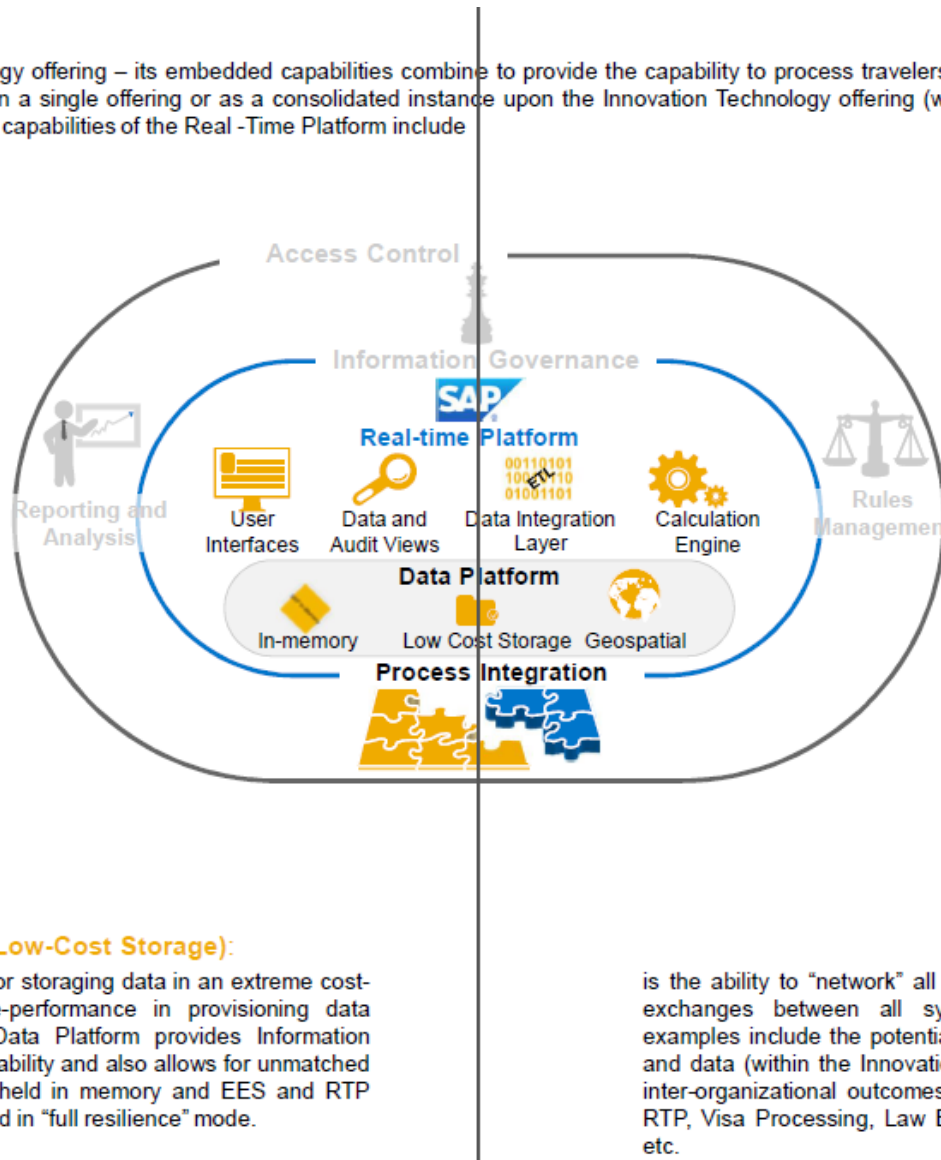 gy offering – its embedded capabilities combine to provide the capability to process travelers
n a single offering or as a consolidated instance upon the Innovation Technology offering (w
capabilities of the Real -Time Platform include
Access Control
Information Governance
SAP
Real-time Platform
00110101
01001101
ETL
Reporting and
Analysis
User
Interfaces
Data and
Audit Views
Data Integration
Layer
Calculation
Engine
Rules
Managemen
Data Platform
In-memory
Low Cost Storage
Geospatial
Process Integration
Low-Cost Storage):
or storaging data in an extreme cost-
e-performance in provisioning data
Data Platform provides Information
ability and also allows for unmatched
held in memory and EES and RTP
d in “full resilience” mode.
is the ability to “network” all
exchanges between all sy
examples include the potentia
and data (within the Innovati
inter-organizational outcomes
RTP, Visa Processing, Law E
etc.